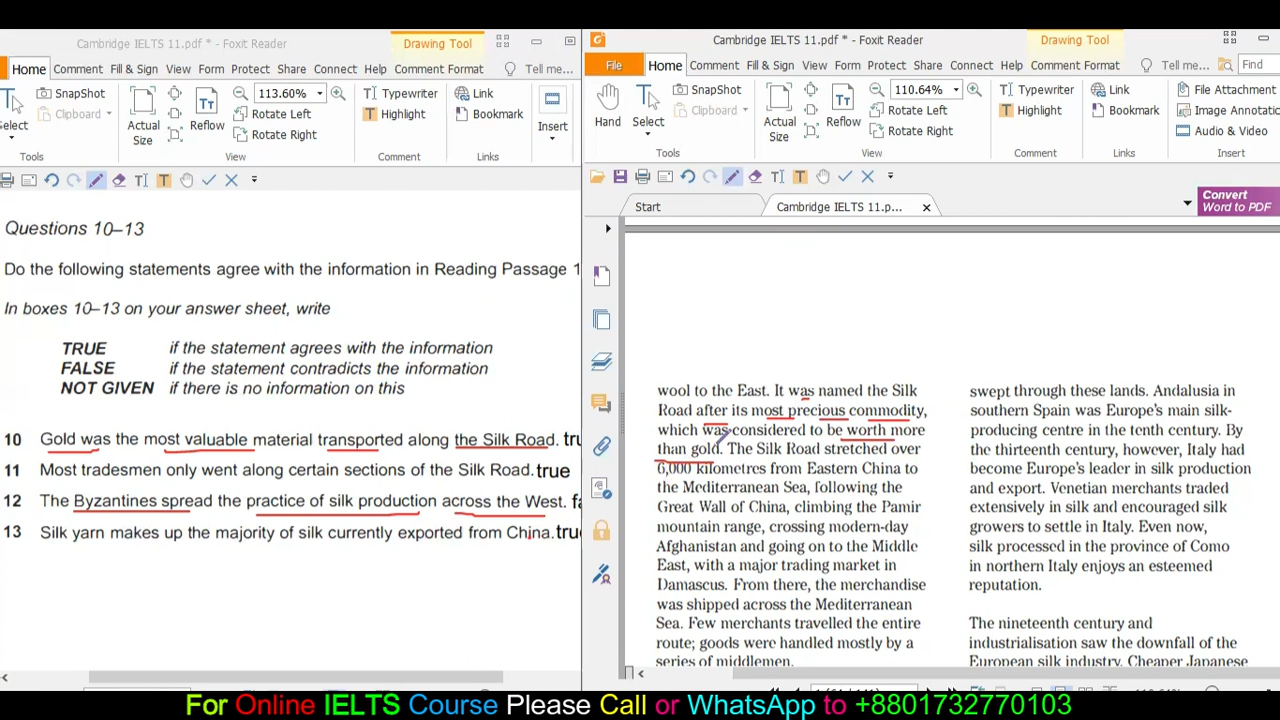 Cambridge IELTS 11.pdf * - Foxit Reader
Drawing Tool
Home Comment Fill & Sign View Form Protect Share Connect Help Comment Format Tell me...
SnapShot
Clipboard
Select
Actual Size
Reflow
113.60%
Rotate Left
Rotate Right
Typewriter
Highlight
Link
Bookmark
Insert
Tools
View
Comment
Links
Questions 10–13
Do the following statements agree with the information in Reading Passage 1
In boxes 10–13 on your answer sheet, write
TRUE if the statement agrees with the information
FALSE if the statement contradicts the information
NOT GIVEN if there is no information on this
10 Gold was the most valuable material transported along the Silk Road. tru
11 Most tradesmen only went along certain sections of the Silk Road. true
12 The Byzantines spread the practice of silk production across the West. fa
13 Silk yarn makes up the majority of silk currently exported from China. true
Cambridge IELTS 11.pdf * - Foxit Reader
Drawing Tool
File Home Comment Fill & Sign View Form Protect Share Connect Help Comment Format Tell me... Find
Hand
Select
SnapShot
Clipboard
Actual Size
Reflow
110.64%
Rotate Left
Rotate Right
Typewriter
Highlight
Link
Bookmark
File Attachment
Image Annotatio
Audio & Video
Tools
View
Comment
Links
Insert
Start
Cambridge IELTS 11.p...
Convert
Word to PDF
wool to the East. It was named the Silk
Road after its most precious commodity,
which was considered to be worth more
than gold. The Silk Road stretched over
6,000 kilometres from Eastern China to
the Mediterranean Sea, following the
Great Wall of China, climbing the Pamir
mountain range, crossing modern-day
Afghanistan and going on to the Middle
East, with a major trading market in
Damascus. From there, the merchandise
was shipped across the Mediterranean
Sea. Few merchants travelled the entire
route; goods were handled mostly by a
series of middlemen.
swept through these lands. Andalusia in
southern Spain was Europe's main silk-
producing centre in the tenth century. By
the thirteenth century, however, Italy had
become Europe's leader in silk production
and export. Venetian merchants traded
extensively in silk and encouraged silk
growers to settle in Italy. Even now,
silk processed in the province of Como
in northern Italy enjoys an esteemed
reputation.
The nineteenth century and
industrialisation saw the downfall of the
European silk industry. Cheaper Japanese
For Online IELTS Course Please Call or WhatsApp to +8801732770103